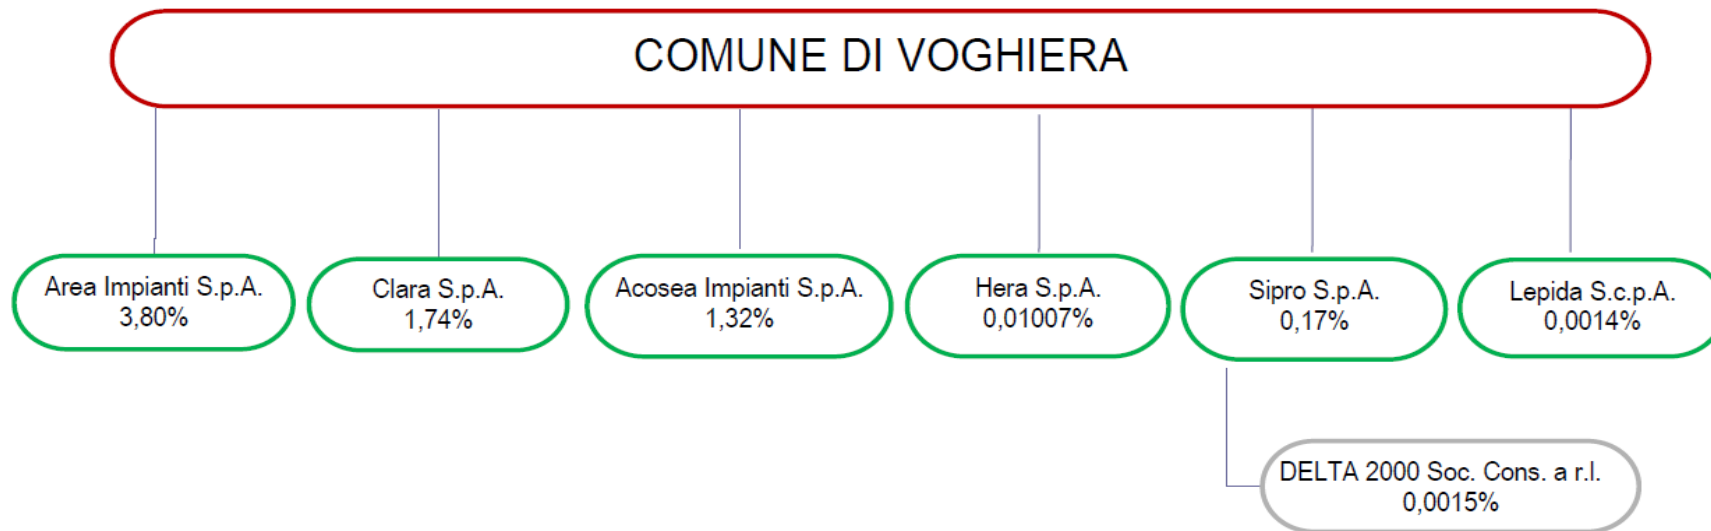 COMUNE DI VOGHIERA
Area Impianti S.p.A.
3,80%
Clara S.p.A.
1,74%
Acosea Impianti S.p.A.
1,32%
Hera S.p.A.
0,01007%
Sipro S.p.A.
0,17%
Lepida S.c.p.A.
0,0014%
DELTA 2000 Soc. Cons. a r.l.
0,0015%